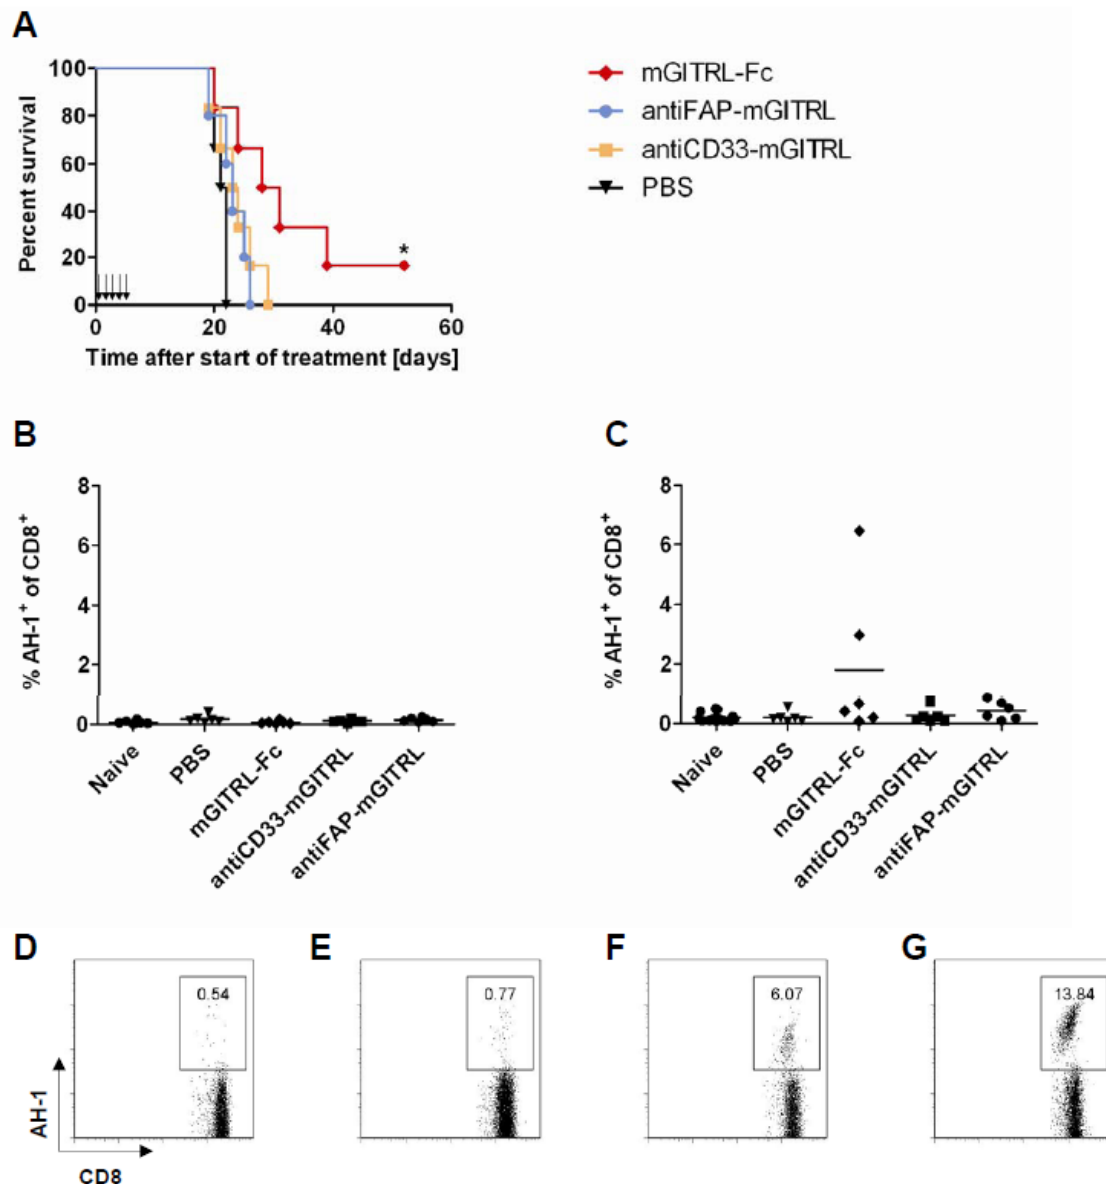 A
100
80
60
40
20
0
Percent survival
0 20 40 60
Time after start of treatment [days]
*
mGITRL-Fc
antiFAP-mGITRL
antiCD33-mGITRL
PBS
B
8
6
4
2
0
% AH-1+ of CD8+
Naive
PBS
mGITRL-Fc
antiCD33-mGITRL
antiFAP-mGITRL
C
8
6
4
2
0
% AH-1+ of CD8+
Naive
PBS
mGITRL-Fc
antiCD33-mGITRL
antiFAP-mGITRL
D
0.54
AH-1
CD8
E
0.77
F
6.07
G
13.84